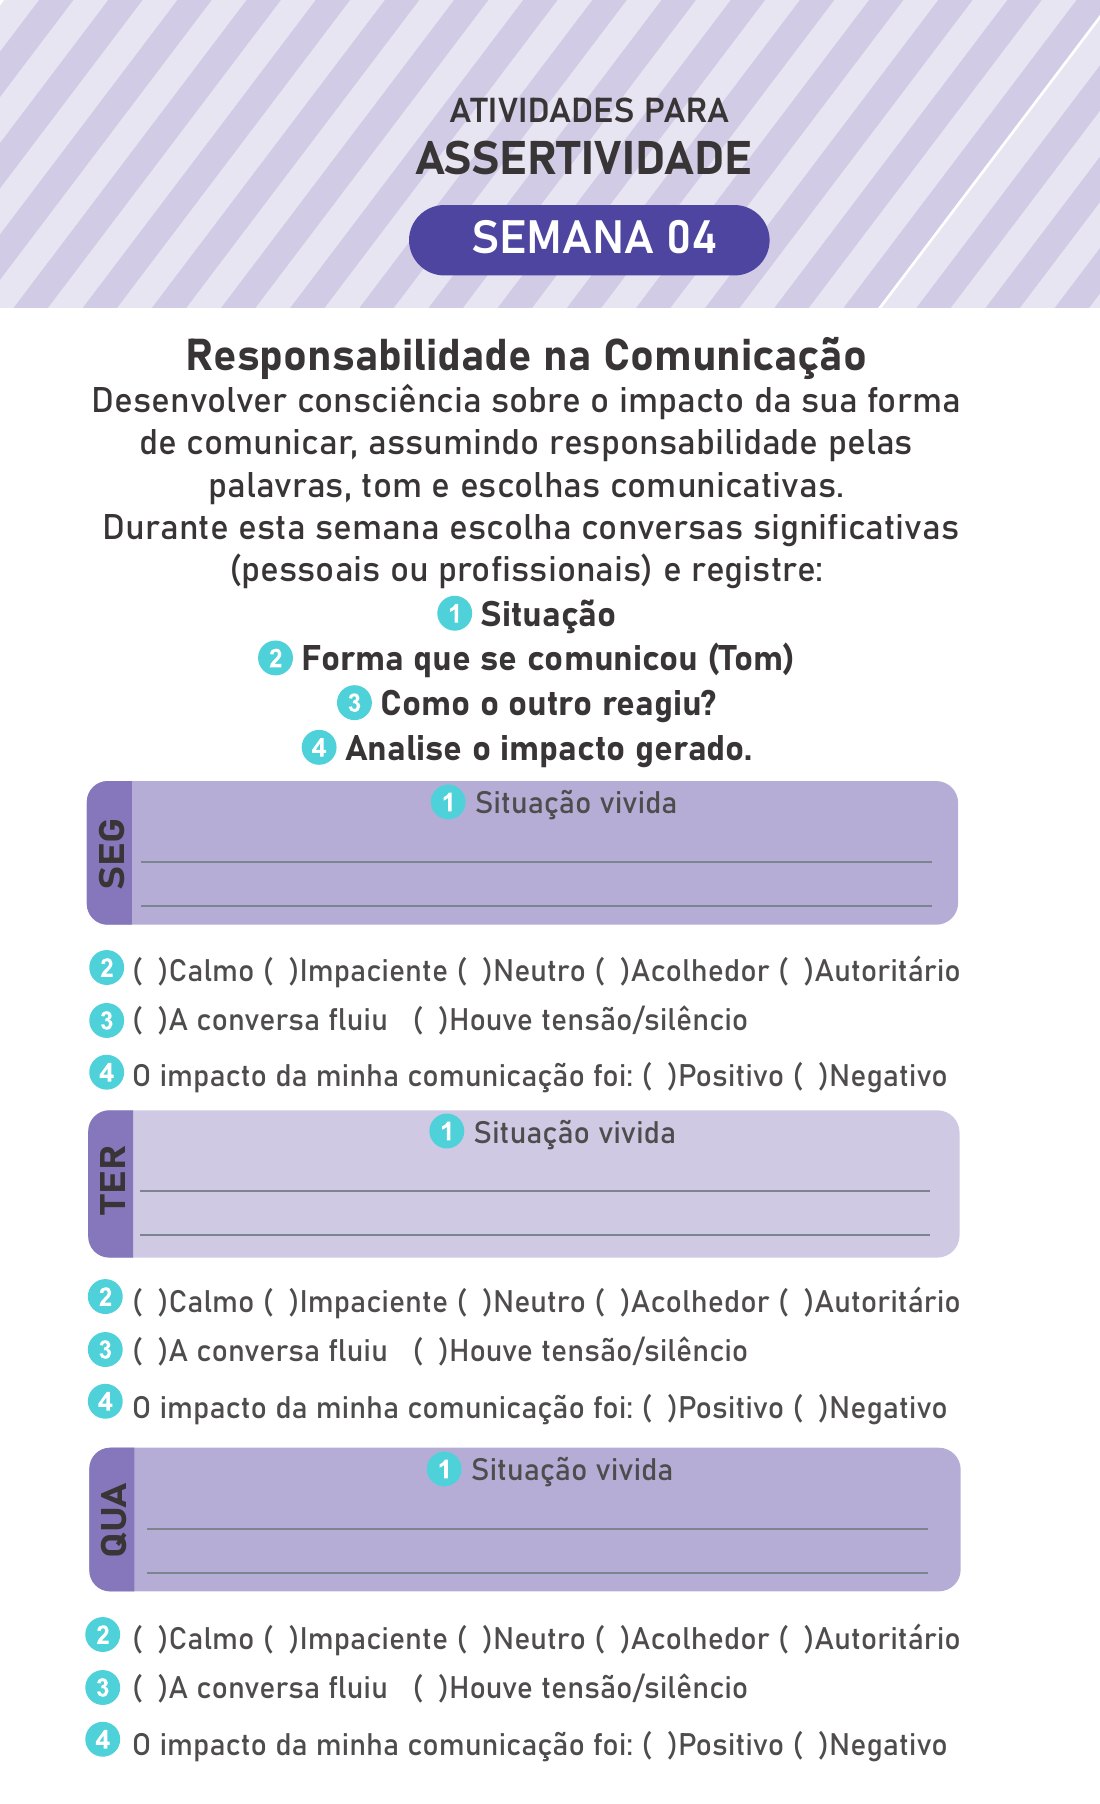 ATIVIDADES PARA
ASSERTIVIDADE
SEMANA 04
Responsabilidade na Comunicação
Desenvolver consciência sobre o impacto da sua forma
de comunicar, assumindo responsabilidade pelas
palavras, tom e escolhas comunicativas.
Durante esta semana escolha conversas significativas
(pessoais ou profissionais) e registre:
1 Situação
2 Forma que se comunicou (Tom)
3 Como o outro reagiu?
4 Analise o impacto gerado.
SEG
1 Situação vivida
2 ( )Calmo ( )Impaciente ( )Neutro ( )Acolhedor ( )Autoritário
3 ( )A conversa fluiu ( )Houve tensão/silêncio
4 O impacto da minha comunicação foi: ( )Positivo ( )Negativo
TER
1 Situação vivida
2 ( )Calmo ( )Impaciente ( )Neutro ( )Acolhedor ( )Autoritário
3 ( )A conversa fluiu ( )Houve tensão/silêncio
4 O impacto da minha comunicação foi: ( )Positivo ( )Negativo
QUA
1 Situação vivida
2 ( )Calmo ( )Impaciente ( )Neutro ( )Acolhedor ( )Autoritário
3 ( )A conversa fluiu ( )Houve tensão/silêncio
4 O impacto da minha comunicação foi: ( )Positivo ( )Negativo